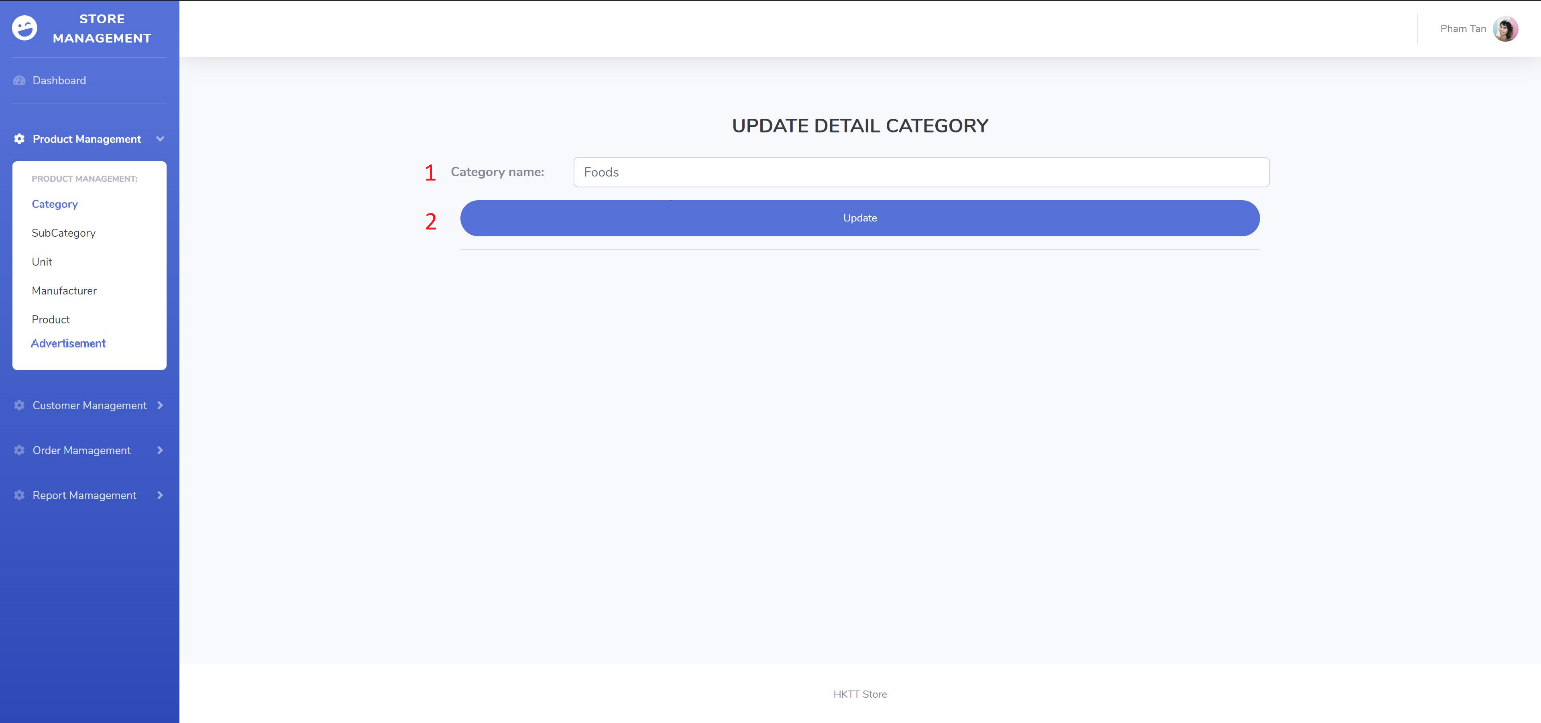 STORE
MANAGEMENT
Pham Tan
Dashboard
Product Management
PRODUCT MANAGEMENT:
Category
SubCategory
Unit
Manufacturer
Product
Advertisement
Customer Management
Order Mamagement
Report Mamagement
UPDATE DETAIL CATEGORY
1 Category name: Foods
2 Update
HKTT Store